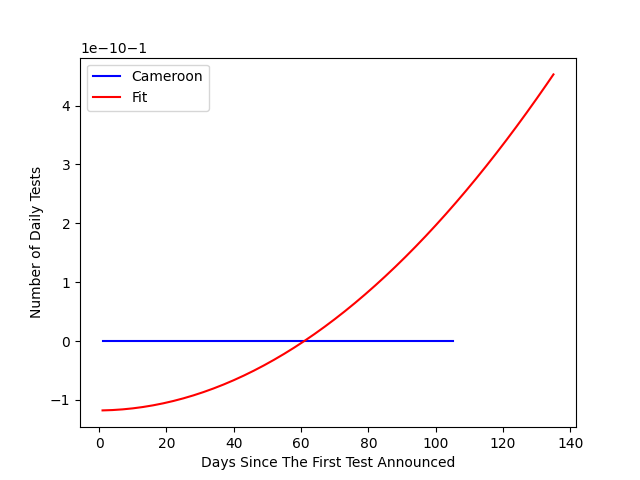 1e−10−1
Cameroon
Fit
Number of Daily Tests
4
3
2
1
0
−1
0 20 40 60 80 100 120 140
Days Since The First Test Announced